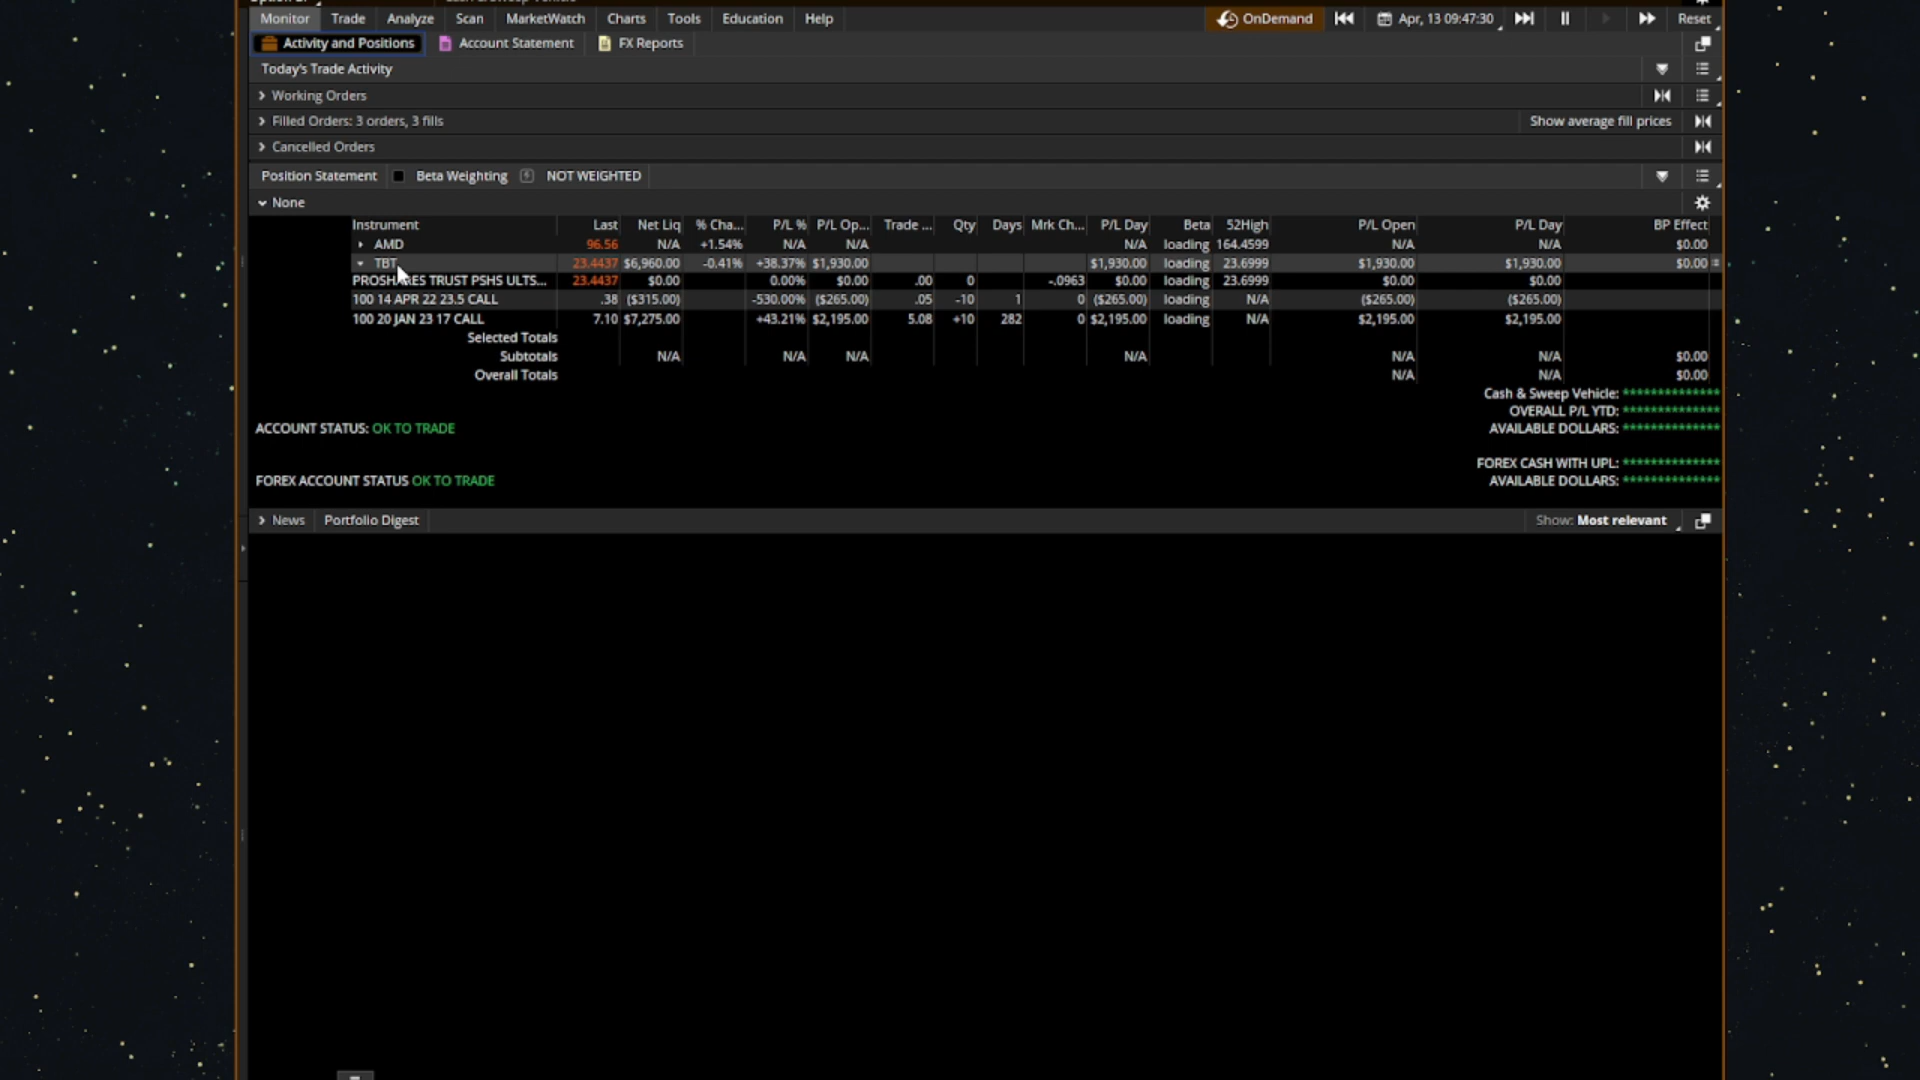 Monitor Trade Analyze Scan MarketWatch Charts Tools Education Help OnDemand Apr, 13 09:47:30 Reset
Activity and Positions Account Statement FX Reports
Today's Trade Activity
Working Orders
Filled Orders: 3 orders, 3 fills Show average fill prices
Cancelled Orders
Position Statement Beta Weighting NOT WEIGHTED
None
Instrument Last Net Liq % Cha... P/L % P/L Op... Trade ... Qty Days Mrk Ch... P/L Day Beta 52High P/L Open P/L Day BP Effect
AMD 96.56 N/A +1.54% N/A N/A N/A loading 164.4599 N/A N/A $0.00
TBT 23.4437 $6,960.00 -0.41% +38.37% $1,930.00 $1,930.00 loading 23.6999 $1,930.00 $1,930.00 $0.00
PROSHARES TRUST PSHS ULTS... 23.4437 $0.00 0.00% $0.00 .00 0 -.0963 $0.00 loading 23.6999 $0.00 $0.00
100 14 APR 22 23.5 CALL .38 ($315.00) -530.00% ($265.00) .05 -10 1 0 ($265.00) loading N/A ($265.00) ($265.00)
100 20 JAN 23 17 CALL 7.10 $7,275.00 +43.21% $2,195.00 5.08 +10 282 0 $2,195.00 loading N/A $2,195.00 $2,195.00
Selected Totals
Subtotals N/A N/A N/A N/A N/A N/A $0.00
Overall Totals N/A N/A $0.00
Cash & Sweep Vehicle: **************
OVERALL P/L YTD: **************
ACCOUNT STATUS: OK TO TRADE AVAILABLE DOLLARS: **************
FOREX CASH WITH UPL: **************
FOREX ACCOUNT STATUS OK TO TRADE AVAILABLE DOLLARS: **************
News Portfolio Digest Show: Most relevant